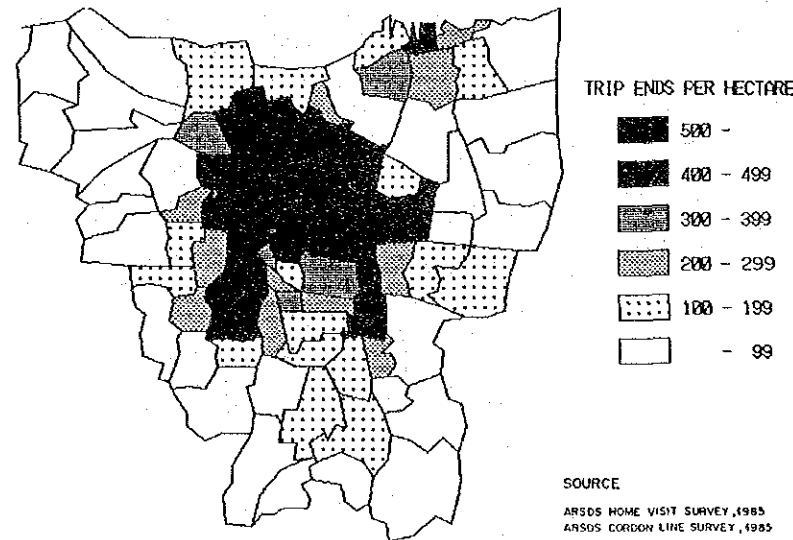 TRIP ENDS PER HECTARE
500 -
400 - 499
300 - 399
200 - 299
100 - 199
- 99
SOURCE
ARSDS HOME VISIT SURVEY,1985
ARSDS CORDON LINE SURVEY,1985